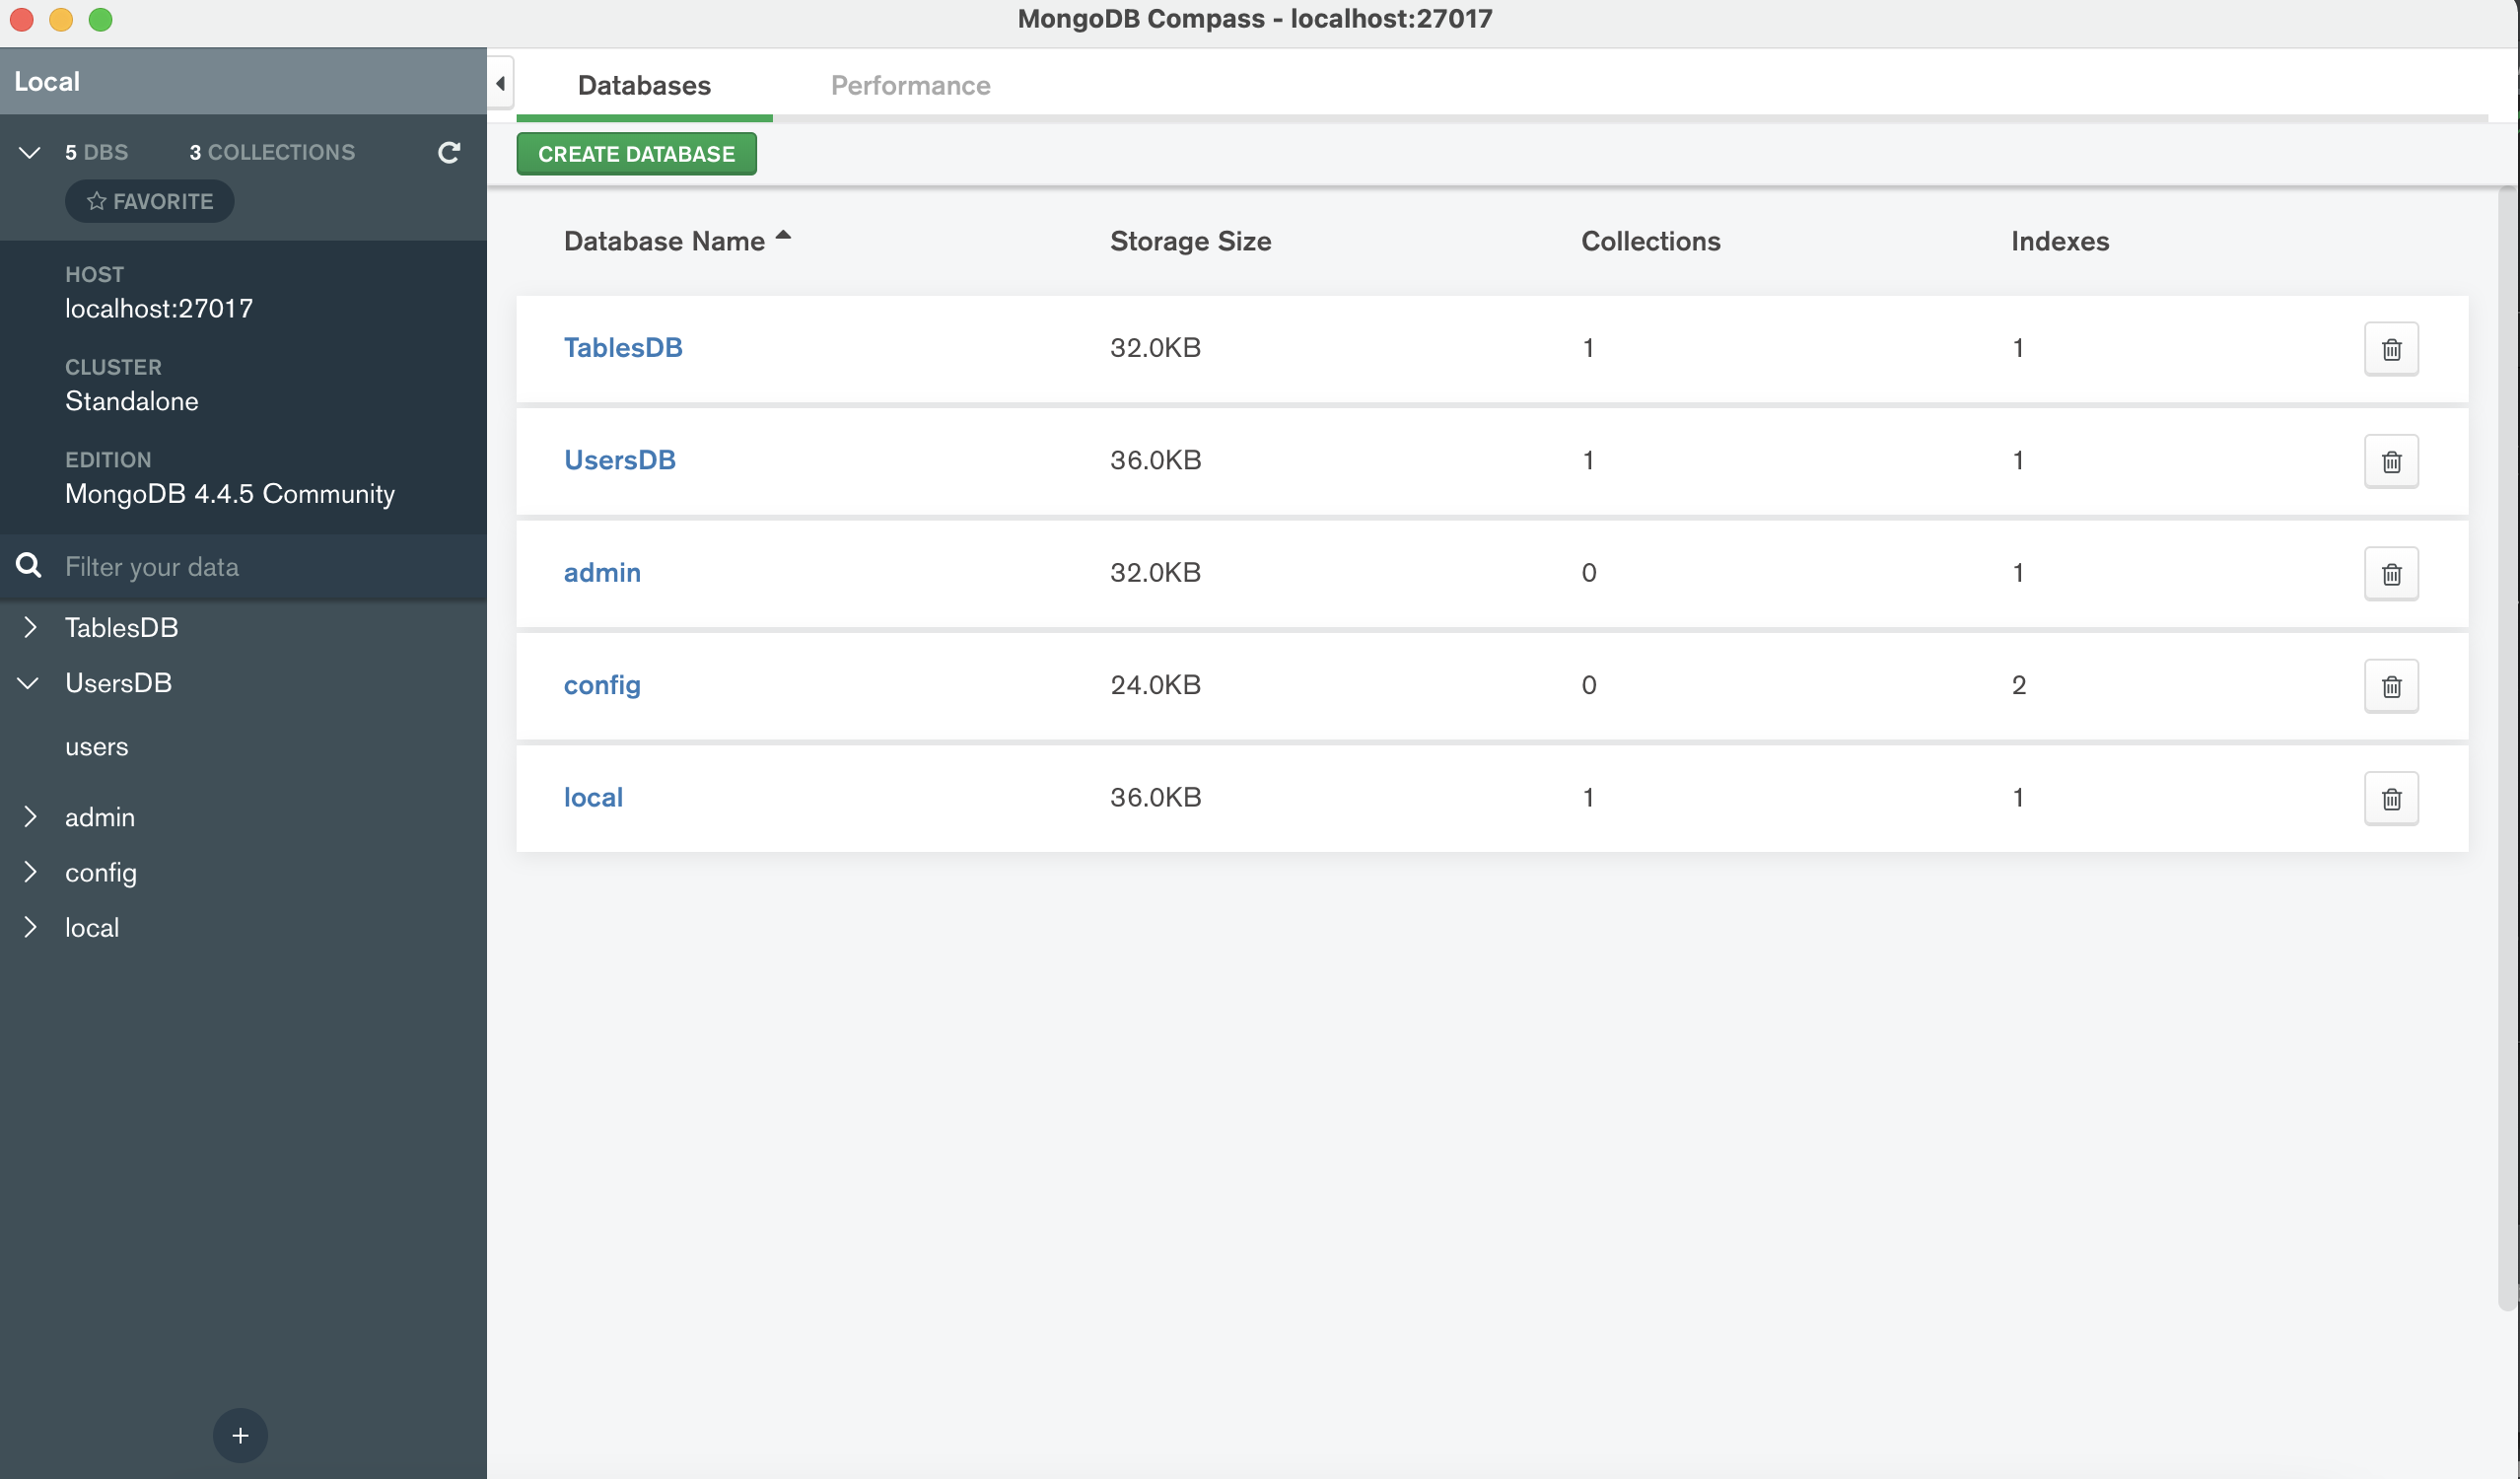 MongoDB Compass - localhost:27017
Local
5 DBS 3 COLLECTIONS
FAVORITE
HOST
localhost:27017
CLUSTER
Standalone
EDITION
MongoDB 4.4.5 Community
Filter your data
TablesDB
UsersDB
users
admin
config
local
+
Databases Performance
CREATE DATABASE
Database Name Storage Size Collections Indexes
TablesDB 32.0KB 1 1
UsersDB 36.0KB 1 1
admin 32.0KB 0 1
config 24.0KB 0 2
local 36.0KB 1 1